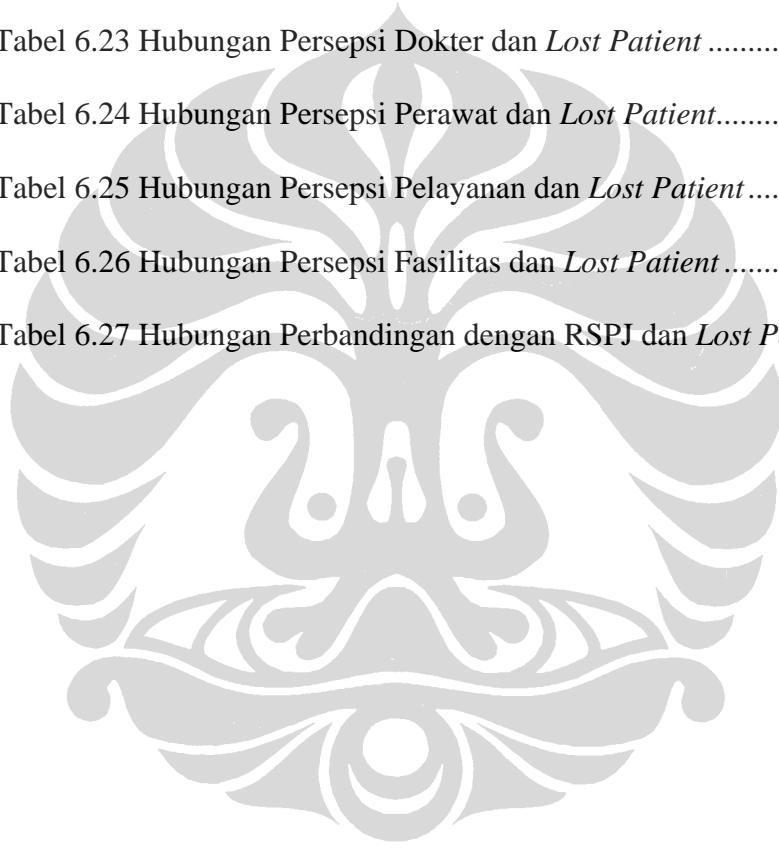 Tabel 6.23 Hubungan Persepsi Dokter dan Lost Patient .........
Tabel 6.24 Hubungan Persepsi Perawat dan Lost Patient........
Tabel 6.25 Hubungan Persepsi Pelayanan dan Lost Patient ....
Tabel 6.26 Hubungan Persepsi Fasilitas dan Lost Patient .......
Tabel 6.27 Hubungan Perbandingan dengan RSPJ dan Lost